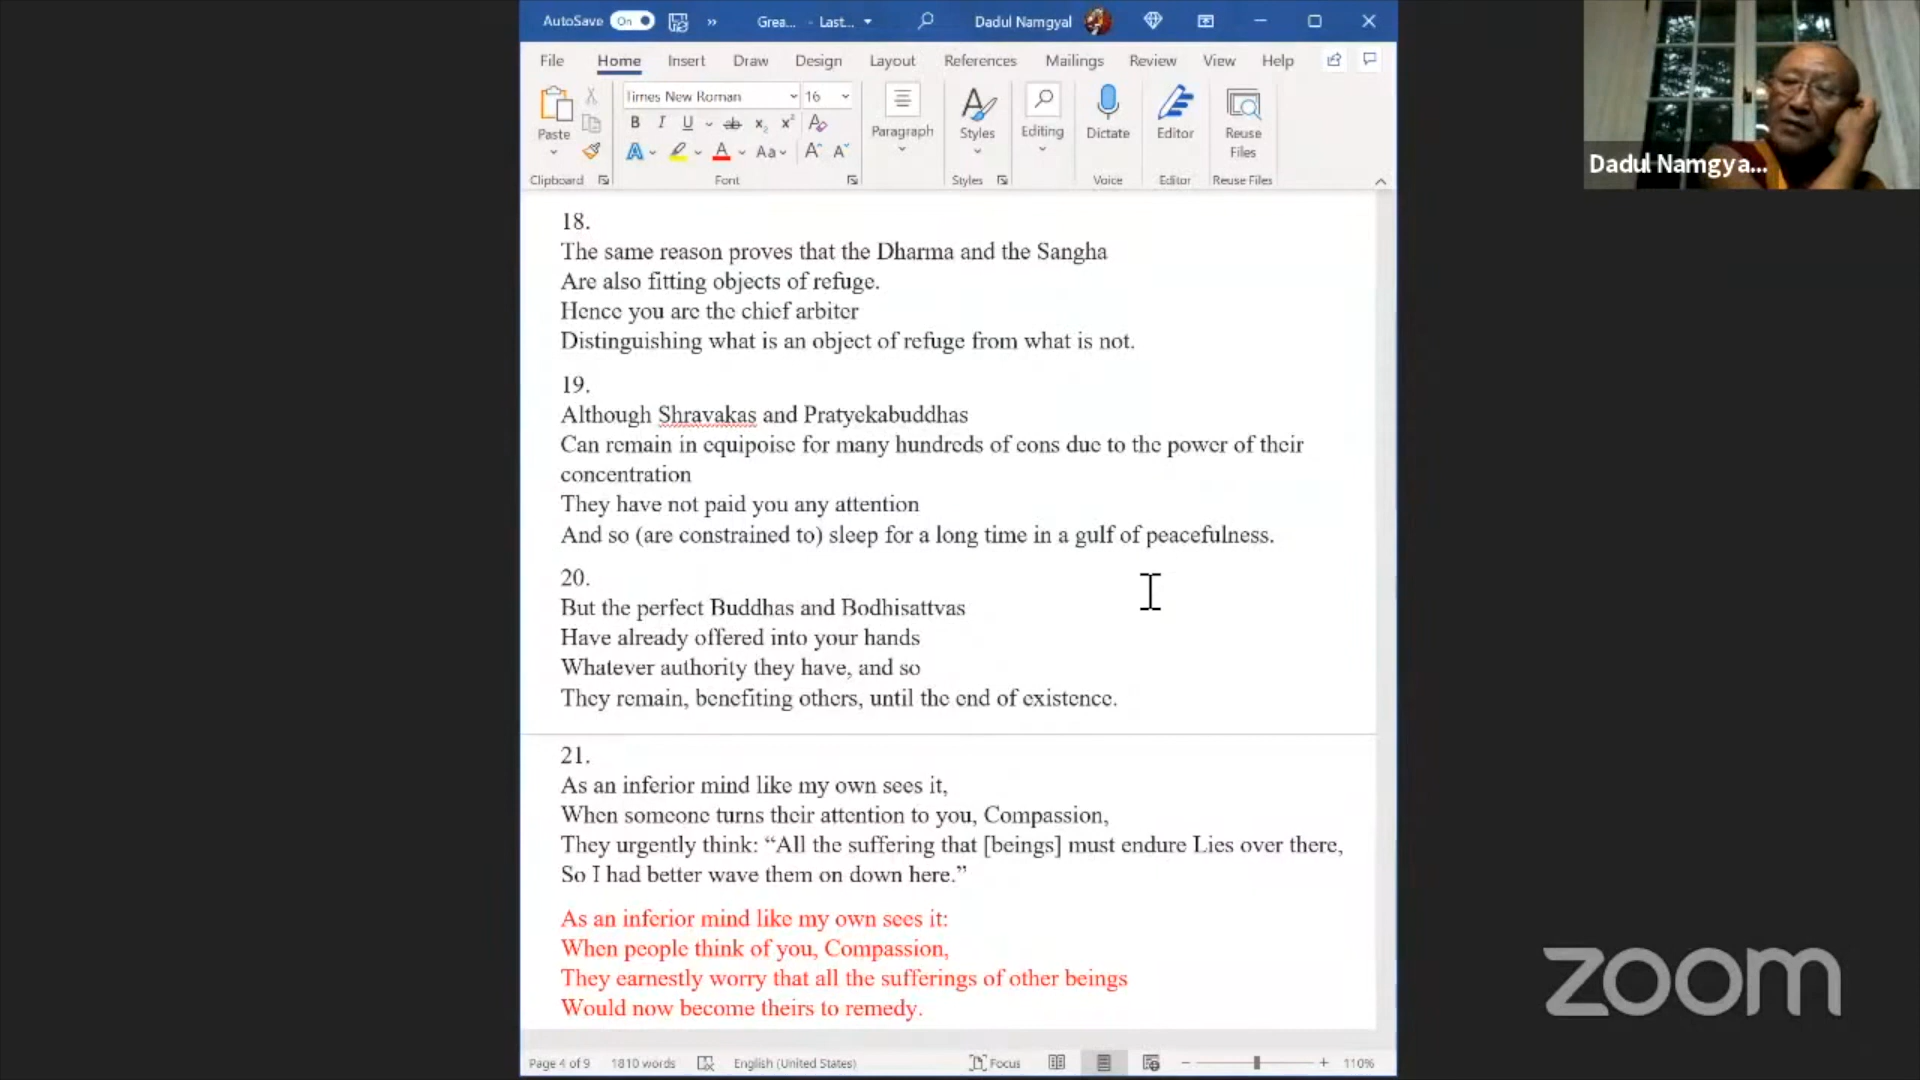 AutoSave On » Grea... - Last... Dadul Namgyal
File Home Insert Draw Design Layout References Mailings Review View Help
Times New Roman 16
Paste
B I U ab x₂ x² A
A A Aa A A
Paragraph
Styles
Editing
Dictate
Editor
Reuse
Files
Clipboard Font Styles Voice Editor Reuse Files
Dadul Namgya...
18.
The same reason proves that the Dharma and the Sangha
Are also fitting objects of refuge.
Hence you are the chief arbiter
Distinguishing what is an object of refuge from what is not.
19.
Although Shravakas and Pratyekabuddhas
Can remain in equipoise for many hundreds of eons due to the power of their
concentration
They have not paid you any attention
And so (are constrained to) sleep for a long time in a gulf of peacefulness.
20.
But the perfect Buddhas and Bodhisattvas
Have already offered into your hands
Whatever authority they have, and so
They remain, benefiting others, until the end of existence.
21.
As an inferior mind like my own sees it,
When someone turns their attention to you, Compassion,
They urgently think: “All the suffering that [beings] must endure Lies over there,
So I had better wave them on down here.”
As an inferior mind like my own sees it:
When people think of you, Compassion,
They earnestly worry that all the sufferings of other beings
Would now become theirs to remedy.
zoom
Page 4 of 9 1810 words English (United States) Focus - + 110%